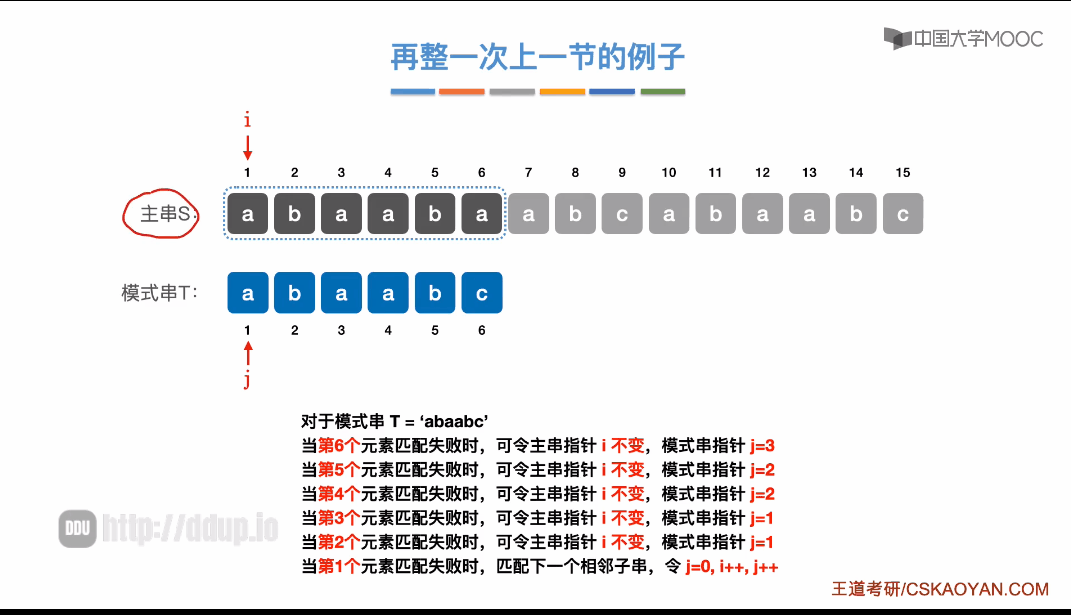 中国大学MOOC
再整一次上一节的例子
i
1 2 3 4 5 6 7 8 9 10 11 12 13 14 15
主串S: a b a a b a a b c a b a a b c
模式串T: a b a a b c
1 2 3 4 5 6
j
对于模式串 T = ‘abaabc’
当第6个元素匹配失败时，可令主串指针 i 不变，模式串指针 j=3
当第5个元素匹配失败时，可令主串指针 i 不变，模式串指针 j=2
当第4个元素匹配失败时，可令主串指针 i 不变，模式串指针 j=2
当第3个元素匹配失败时，可令主串指针 i 不变，模式串指针 j=1
当第2个元素匹配失败时，可令主串指针 i 不变，模式串指针 j=1
当第1个元素匹配失败时，匹配下一个相邻子串，令 j=0, i++, j++
DDU http://ddup.io
王道考研/CSKAOYAN.COM